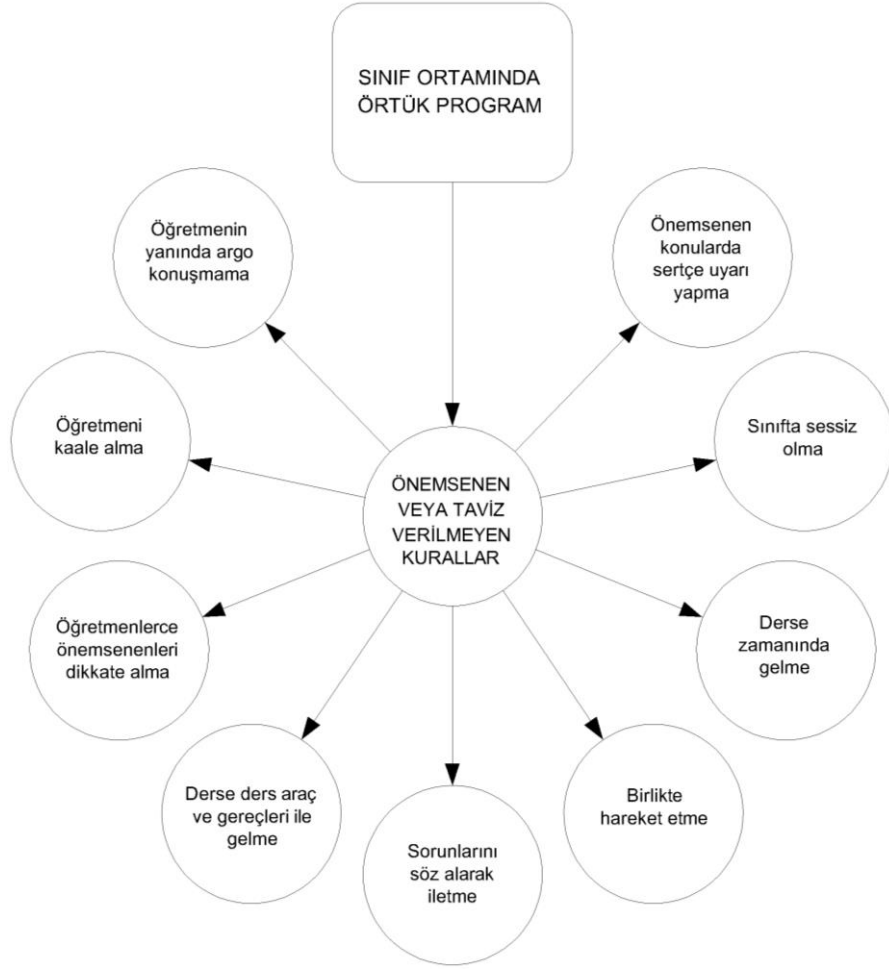 SINIF ORTAMINDA
ÖRTÜK PROGRAM
Öğretmenin
yanında argo
konuşmama
Önemsenen
konularda
sertçe uyarı
yapma
Öğretmeni
kaale alma
Sınıfta sessiz
olma
ÖNEMSENEN
VEYA TAVİZ
VERİLMEYEN
KURALLAR
Öğretmenlerce
önemsenenleri
dikkate alma
Derse
zamanında
gelme
Derse ders araç
ve gereçleri ile
gelme
Birlikte
hareket etme
Sorunlarını
söz alarak
iletme